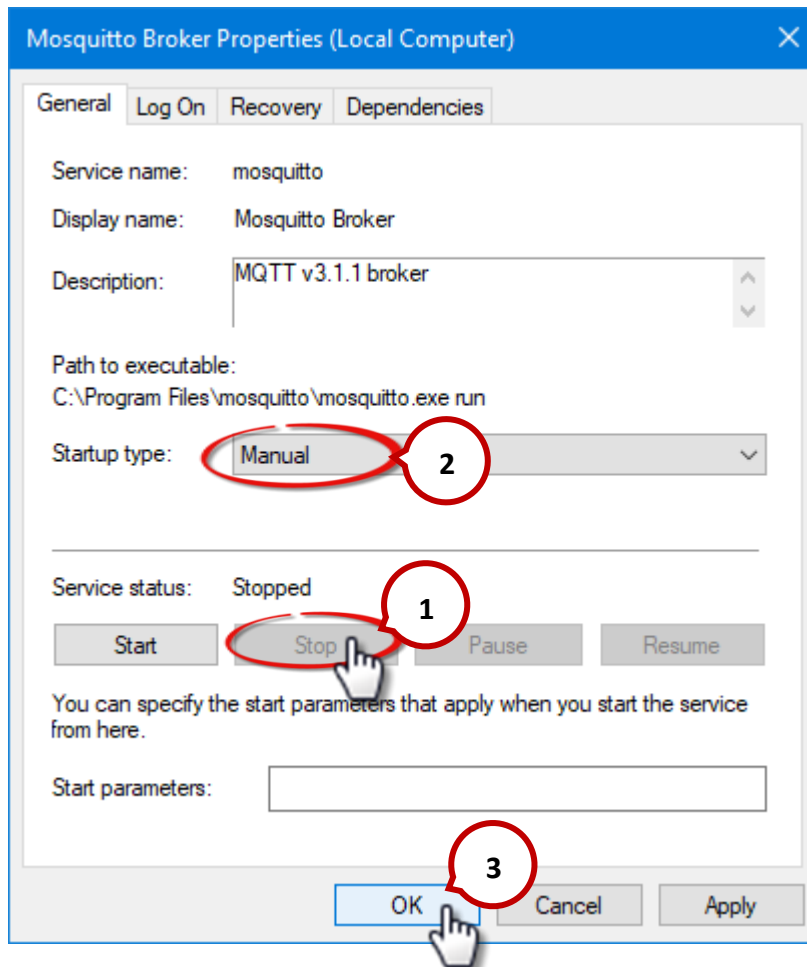 Mosquitto Broker Properties (Local Computer)
General Log On Recovery Dependencies
Service name: mosquitto
Display name: Mosquitto Broker
Description: MQTT v3.1.1 broker
Path to executable:
C:\Program Files\mosquitto\mosquitto.exe run
Startup type: Manual 2
Service status: Stopped 1
Start Stop Pause Resume
You can specify the start parameters that apply when you start the service
from here.
Start parameters:
3
OK Cancel Apply